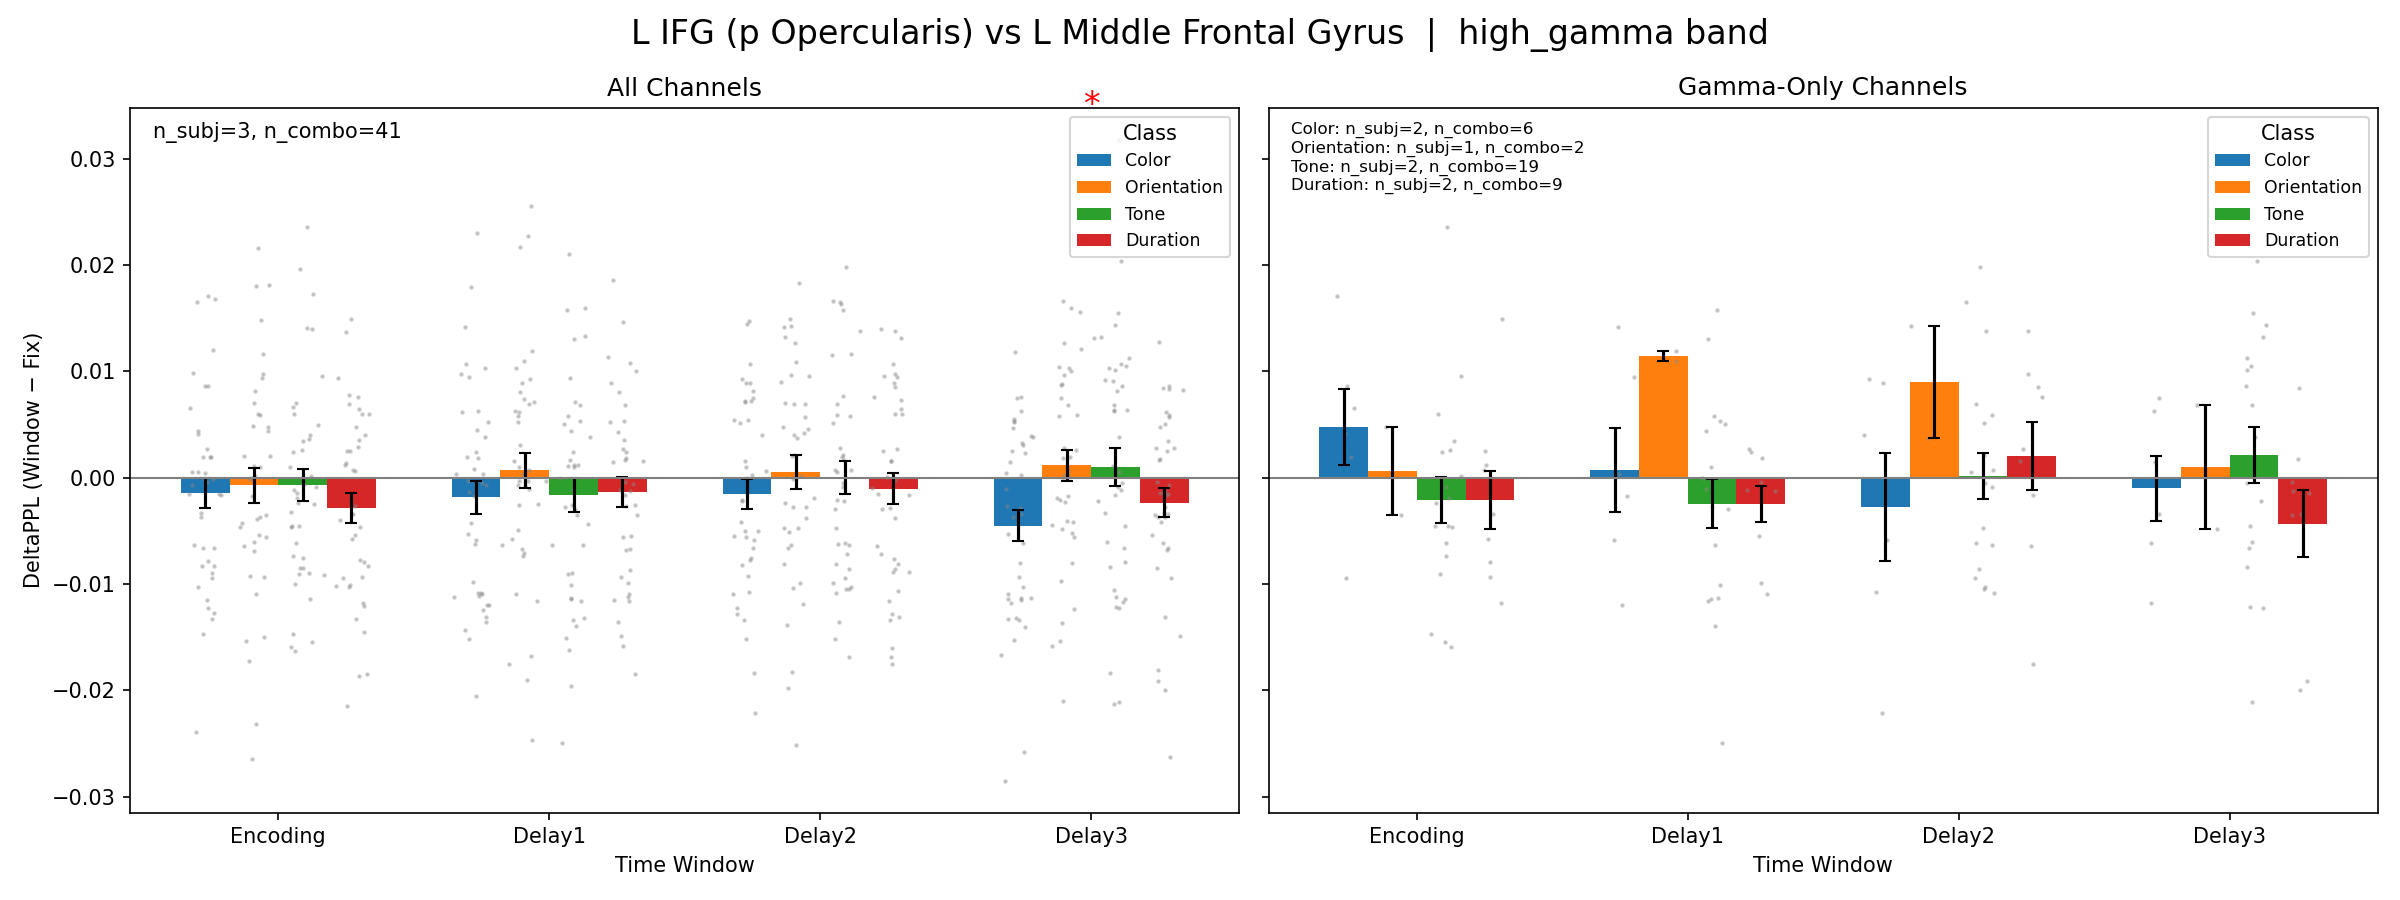 L IFG (p Opercularis) vs L Middle Frontal Gyrus | high_gamma band
All Channels
*
n_subj=3, n_combo=41
Class
Color
Orientation
Tone
Duration
DeltaPPL (Window − Fix)
0.03
0.02
0.01
0.00
−0.01
−0.02
−0.03
Encoding
Delay1
Delay2
Delay3
Time Window
Gamma-Only Channels
Color: n_subj=2, n_combo=6
Orientation: n_subj=1, n_combo=2
Tone: n_subj=2, n_combo=19
Duration: n_subj=2, n_combo=9
Class
Color
Orientation
Tone
Duration
Encoding
Delay1
Delay2
Delay3
Time Window